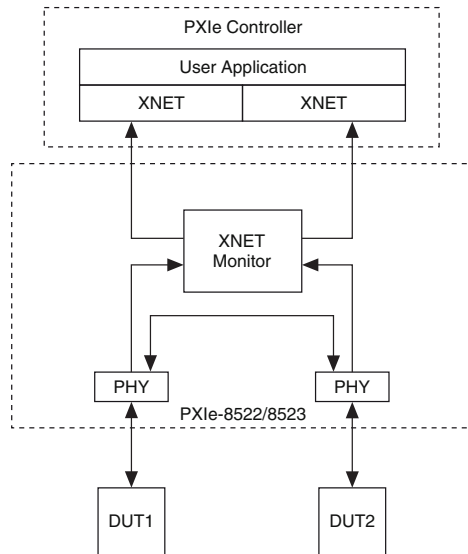 PXIe Controller
User Application
XNET
XNET
XNET
Monitor
PHY
PHY
PXIe-8522/8523
DUT1
DUT2